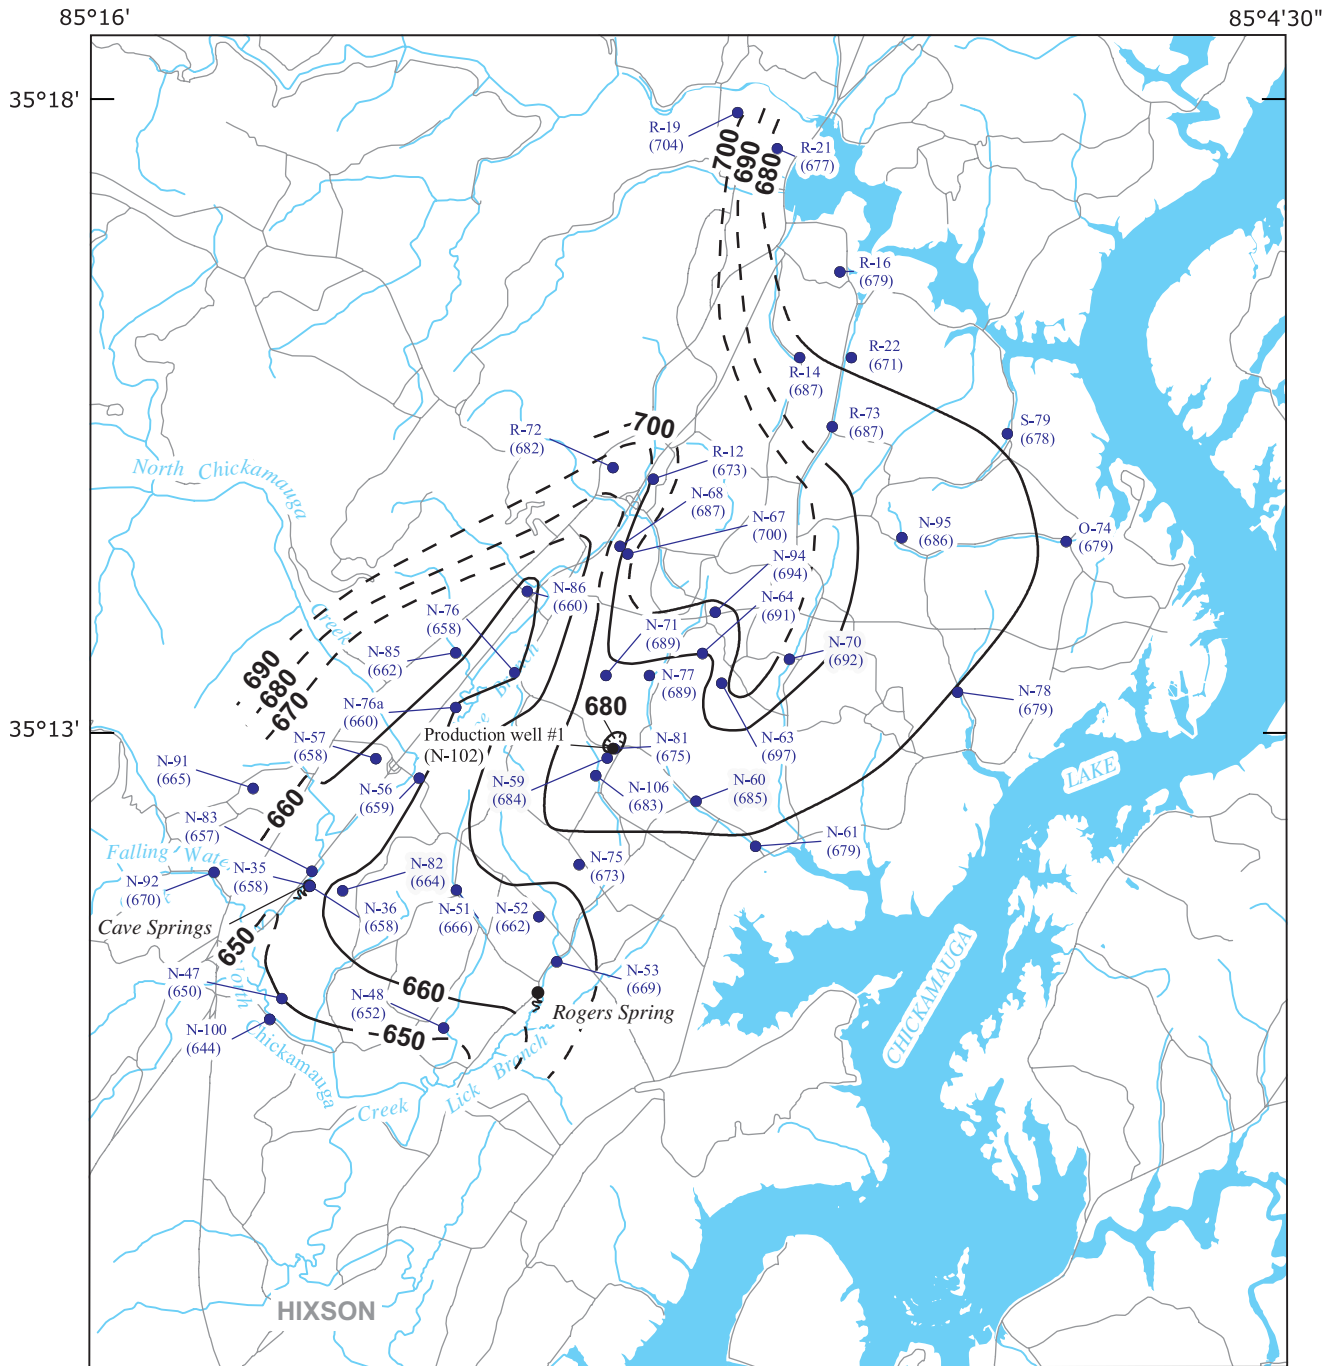 85°16'
85°4'30"
35°18'
R-19
(704)
700
690
680
R-21
(677)
R-16
(679)
R-14
(687)
R-22
(671)
R-73
(687)
S-79
(678)
700
R-72
(682)
R-12
(673)
North Chickamauga
Creek
N-68
(687)
N-67
(700)
N-95
(686)
O-74
(679)
N-94
(694)
N-64
(691)
N-86
(660)
N-76
(658)
N-71
(689)
N-85
(662)
N-70
(692)
N-77
(689)
690
680
670
Branch
N-78
(679)
N-76a
(660)
680
35°13'
Production well #1
(N-102)
N-57
(658)
N-81
(675)
N-63
(697)
N-91
(665)
N-56
(659)
N-59
(684)
N-106
(683)
N-60
(685)
LAKE
660
N-83
(657)
N-61
(679)
Falling Water
N-35
(658)
N-82
(664)
N-75
(673)
N-92
(670)
N-36
(658)
N-51
(666)
N-52
(662)
Cave Springs
650
N-47
(650)
660
N-53
(669)
N-48
(652)
Rogers Spring
CHICKAMAUGA
N-100
(644)
650
North Chickamauga
Creek
Lick Branch
HIXSON